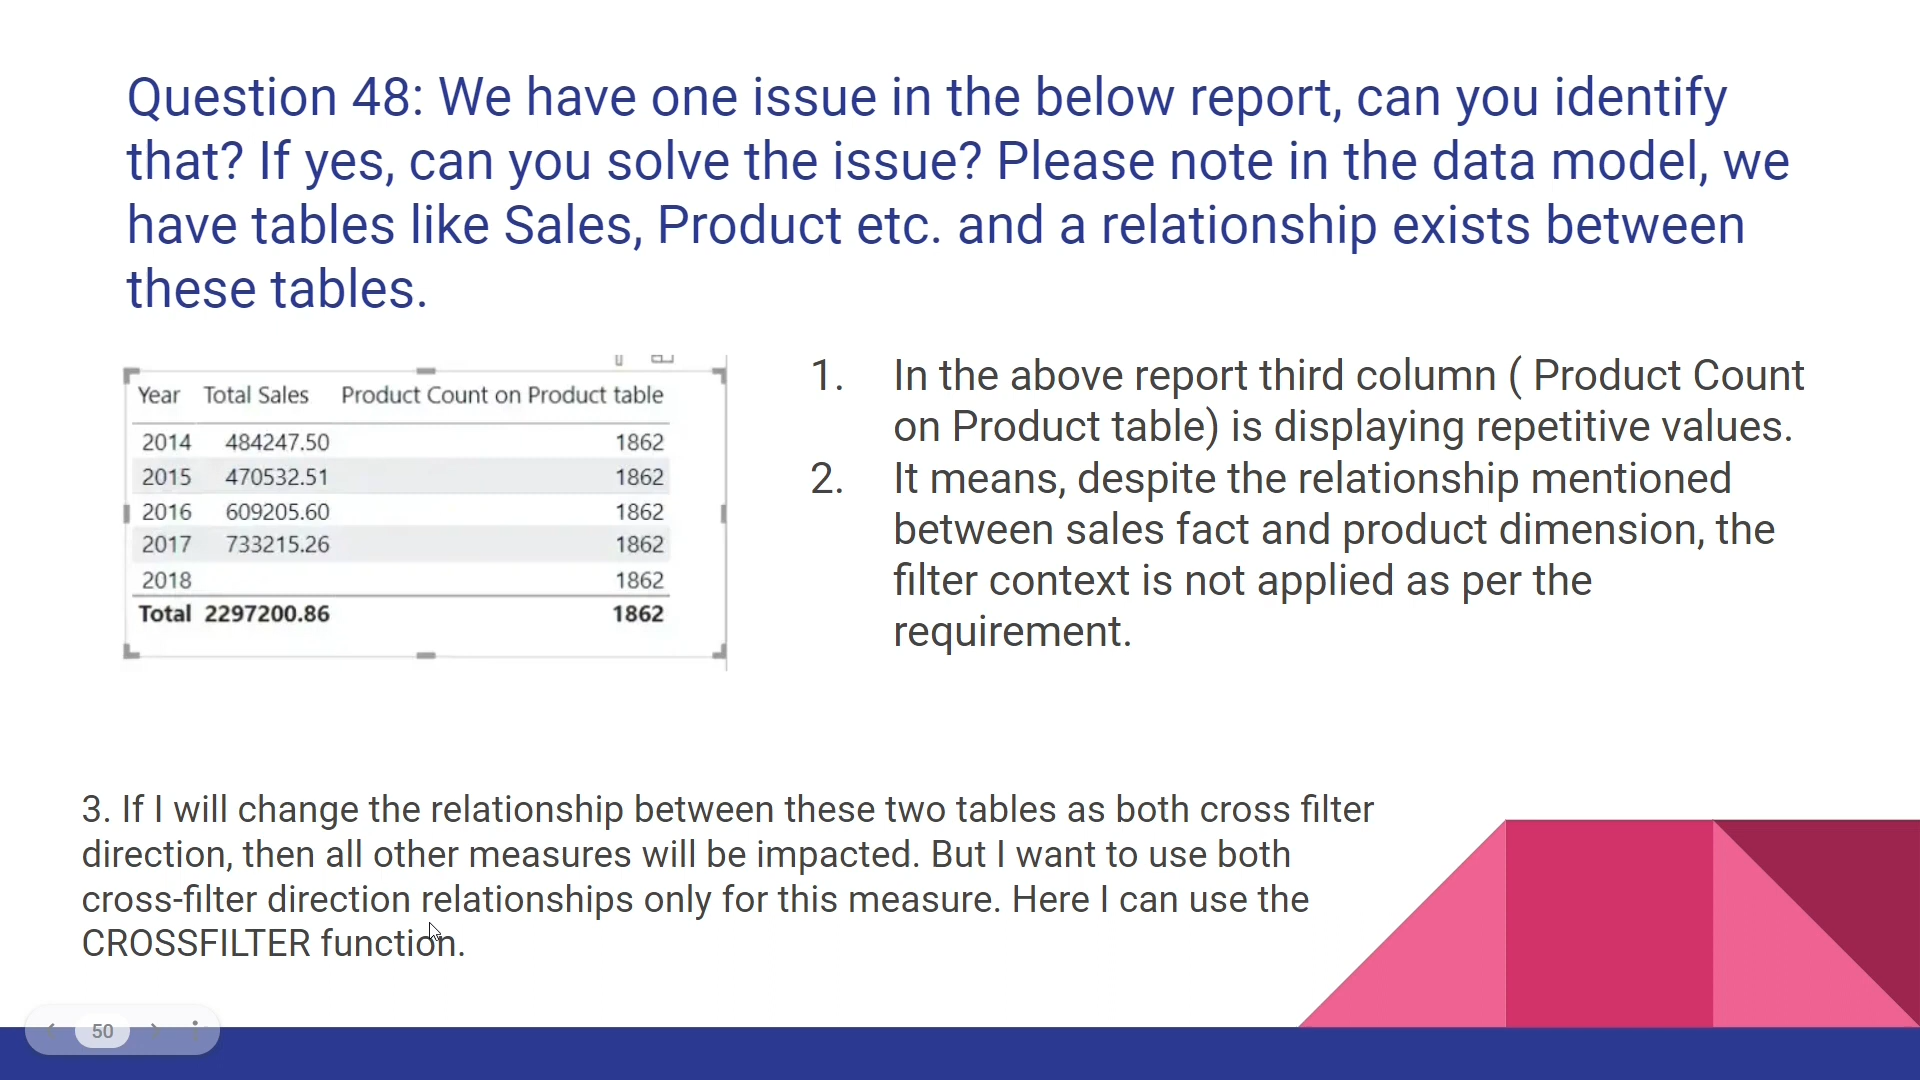 Question 48: We have one issue in the below report, can you identify
that? If yes, can you solve the issue? Please note in the data model, we
have tables like Sales, Product etc. and a relationship exists between
these tables.
Year Total Sales Product Count on Product table
2014 484247.50 1862
2015 470532.51 1862
2016 609205.60 1862
2017 733215.26 1862
2018 1862
Total 2297200.86 1862
1. In the above report third column ( Product Count
on Product table) is displaying repetitive values.
2. It means, despite the relationship mentioned
between sales fact and product dimension, the
filter context is not applied as per the
requirement.
3. If I will change the relationship between these two tables as both cross filter
direction, then all other measures will be impacted. But I want to use both
cross-filter direction relationships only for this measure. Here I can use the
CROSSFILTER function.
50